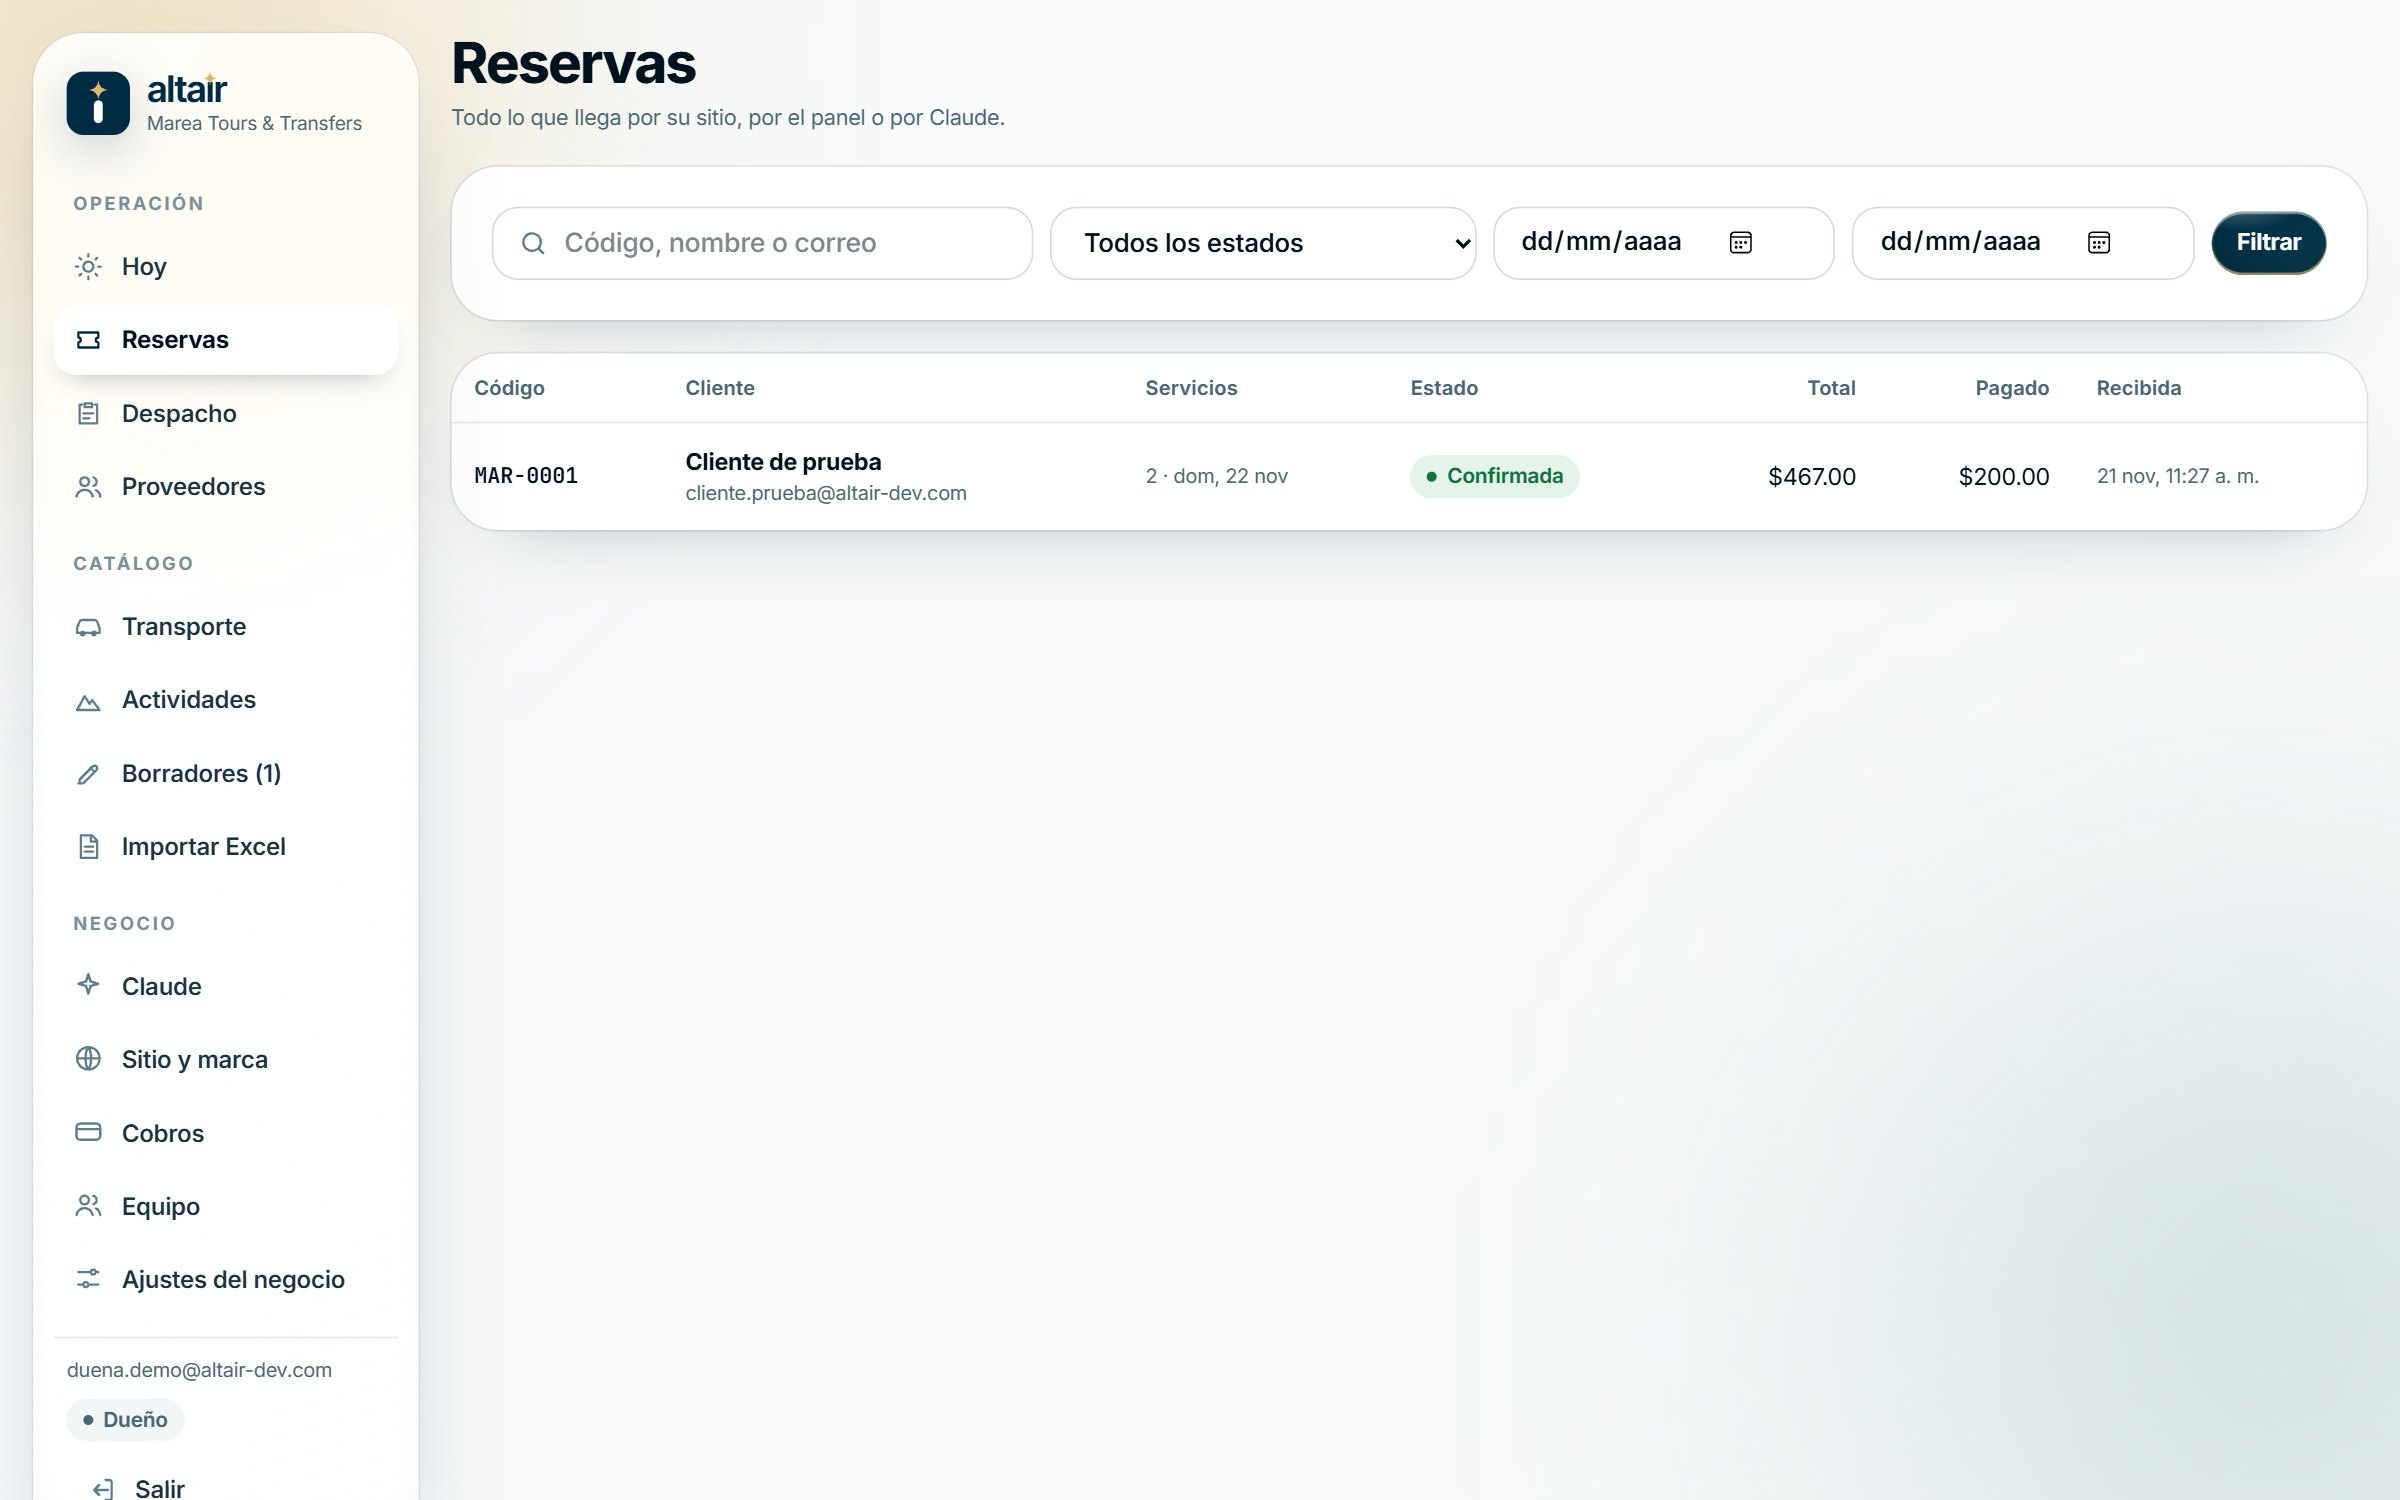 altair
Marea Tours & Transfers
OPERACIÓN
Hoy
Reservas
Despacho
Proveedores
CATÁLOGO
Transporte
Actividades
Borradores (1)
Importar Excel
NEGOCIO
Claude
Sitio y marca
Cobros
Equipo
Ajustes del negocio
duena.demo@altair-dev.com
Dueño
Salir
Reservas
Todo lo que llega por su sitio, por el panel o por Claude.
Código, nombre o correo
Todos los estados
dd/mm/aaaa
dd/mm/aaaa
Filtrar
Código Cliente Servicios Estado Total Pagado Recibida
MAR-0001 Cliente de prueba 2 · dom, 22 nov Confirmada $467.00 $200.00 21 nov, 11:27 a. m.
cliente.prueba@altair-dev.com